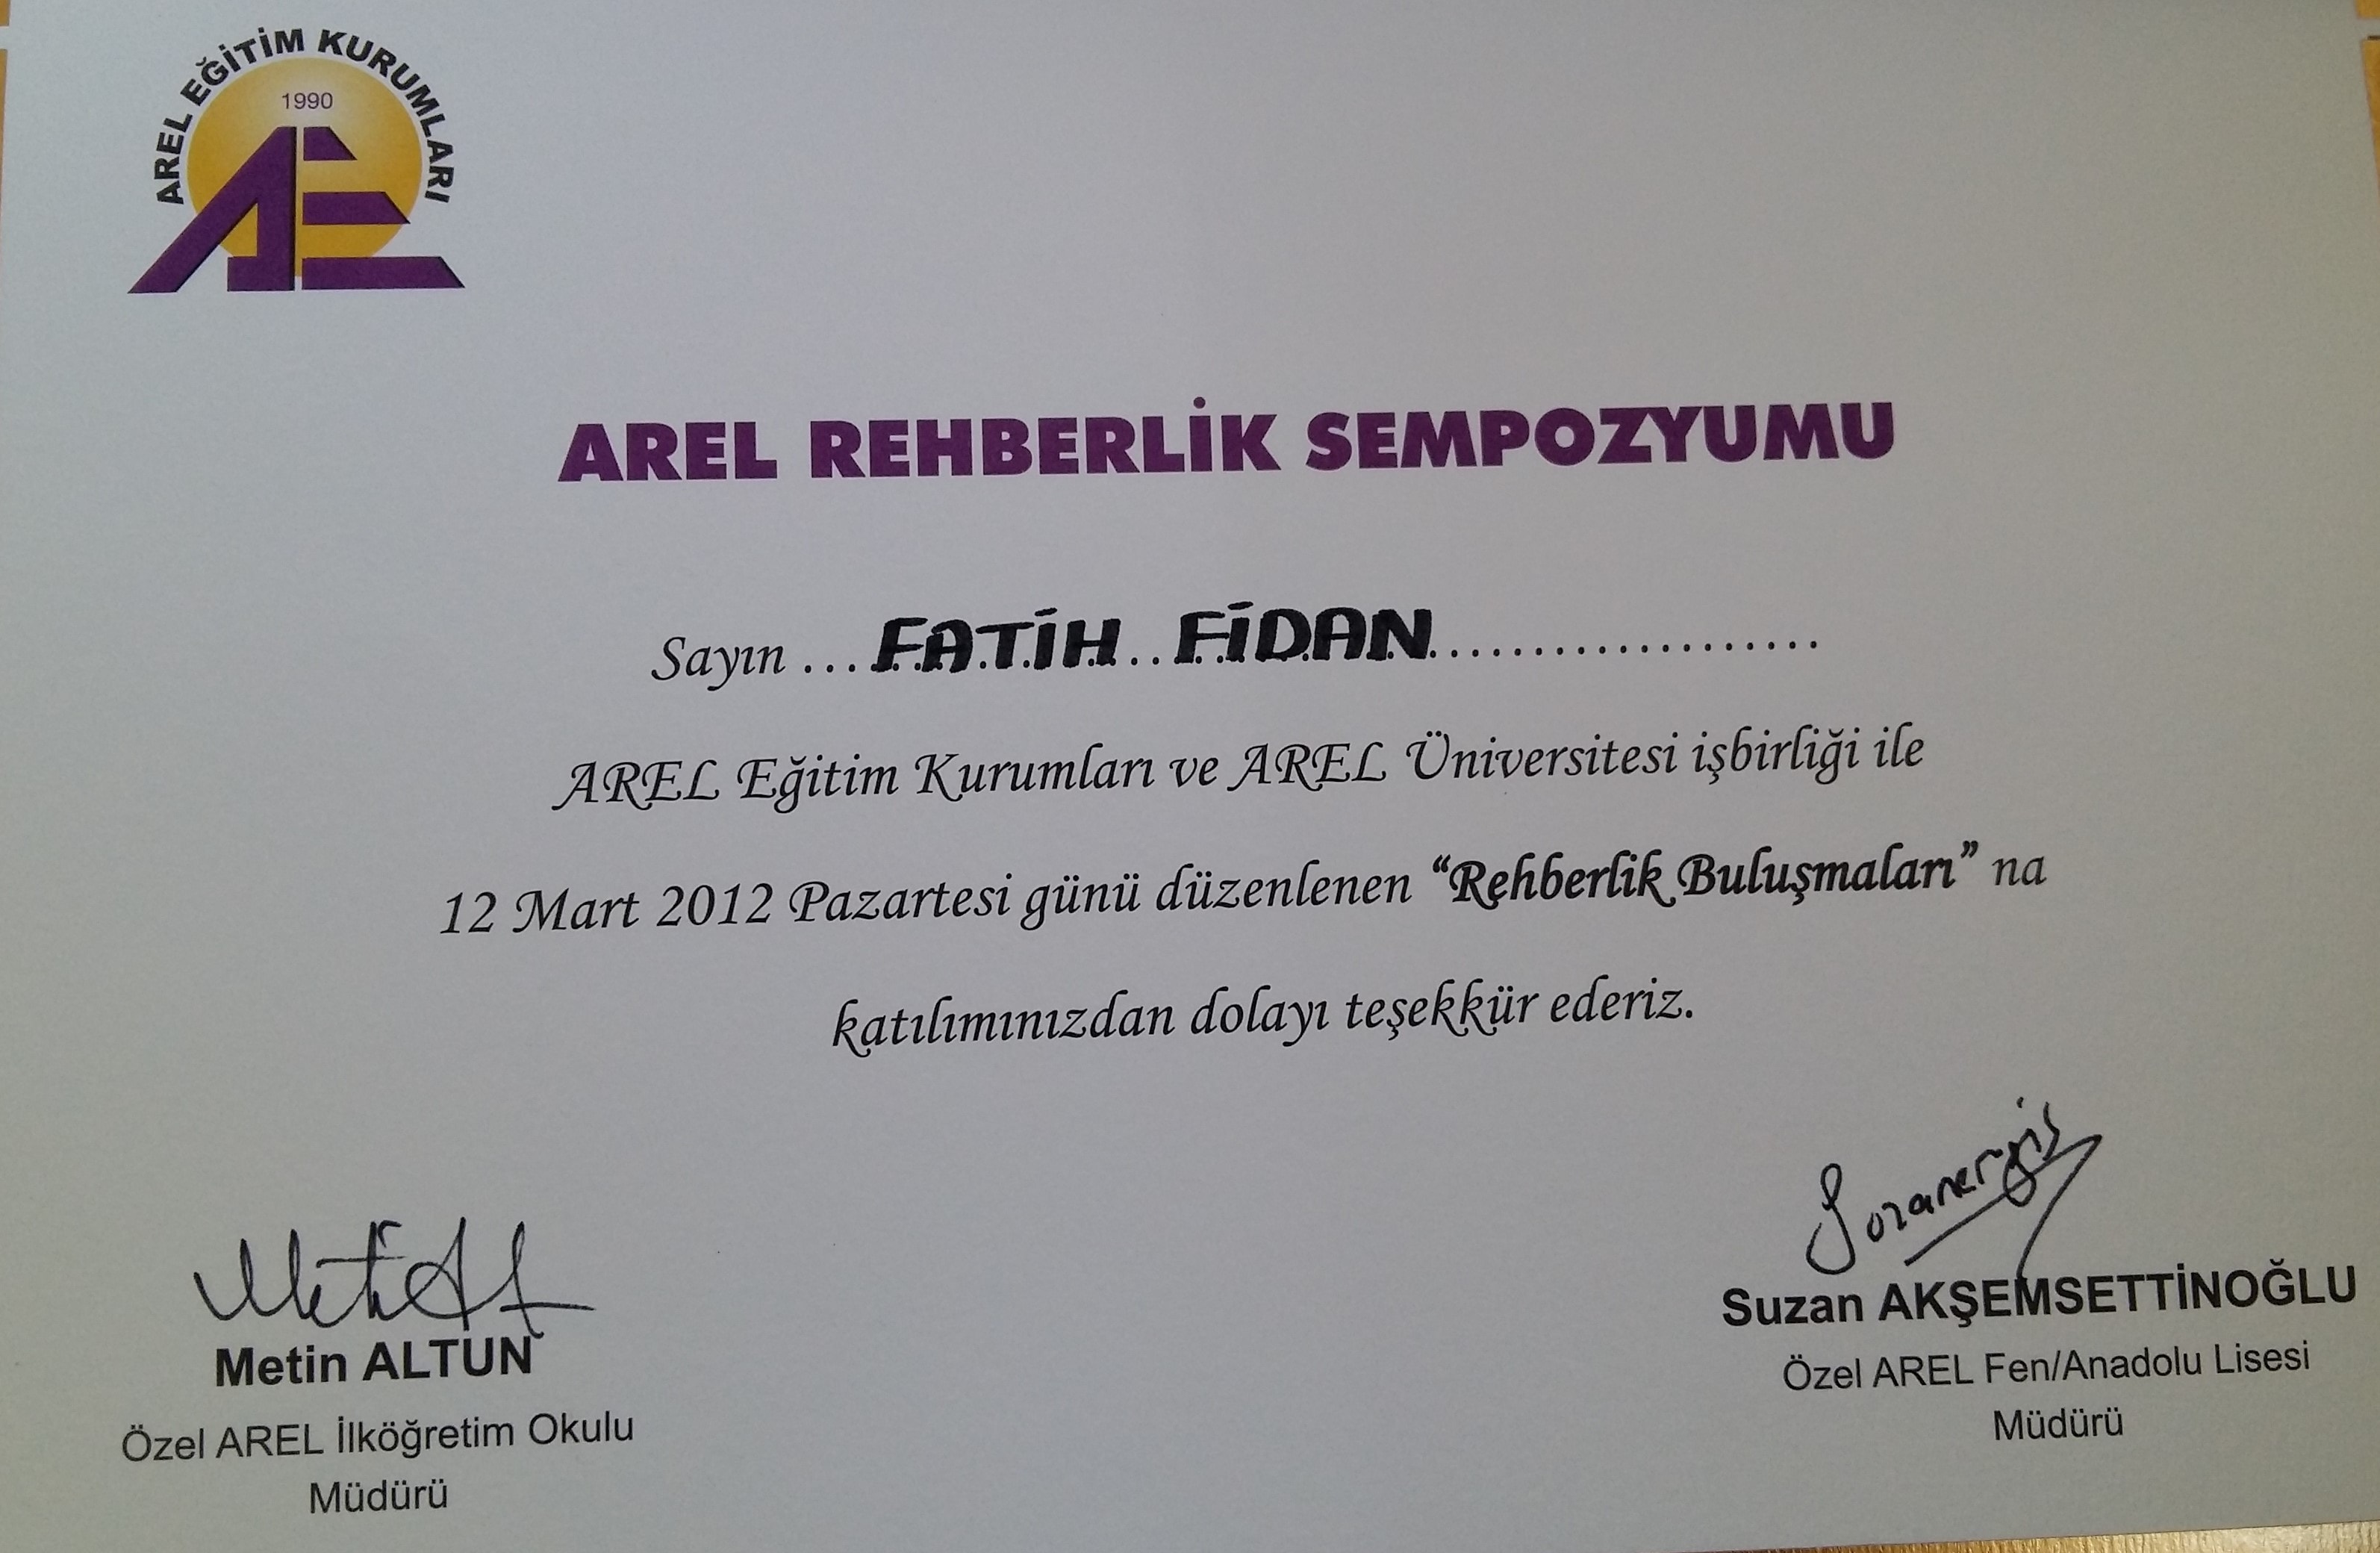 AREL EĞİTİM KURUMLARI
1990
AE
AREL REHBERLİK SEMPOZYUMU
Sayın ...FATİH..FİDAN...................
AREL Eğitim Kurumları ve AREL Üniversitesi işbirliği ile
12 Mart 2012 Pazartesi günü düzenlenen “Rehberlik Buluşmaları” na
katılımınızdan dolayı teşekkür ederiz.
Metin ALTUN
Özel AREL İlköğretim Okulu
Müdürü
Suzan AKŞEMSETTİNOĞLU
Özel AREL Fen/Anadolu Lisesi
Müdürü